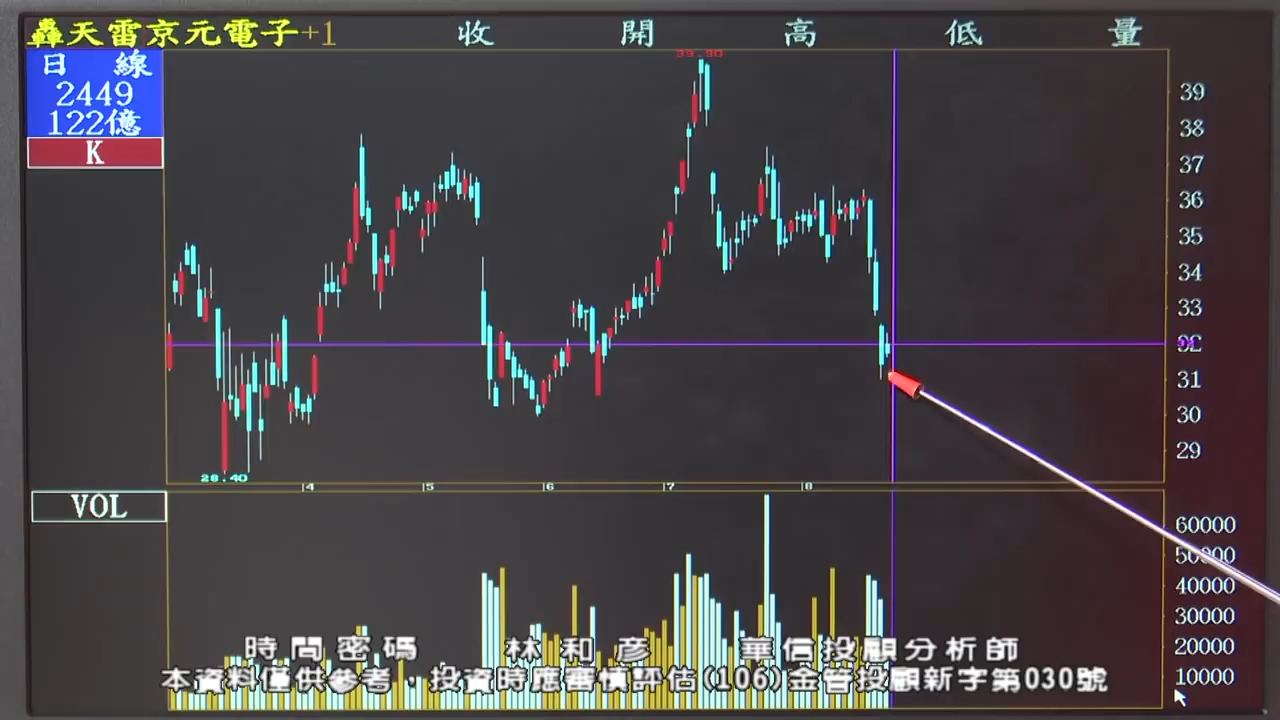 轟天雷京元電子+1 收 開 高 低 量
日 線
2449
122億
K
39.90
39
38
37
36
35
34
33
31
30
29
28.40
4 5 6 7 8
VOL
60000
50000
40000
30000
20000
10000
時間密碼 林和彥 華信投顧分析師
本資料僅供參考,投資時應審慎評估(106)金管投顧新字第030號